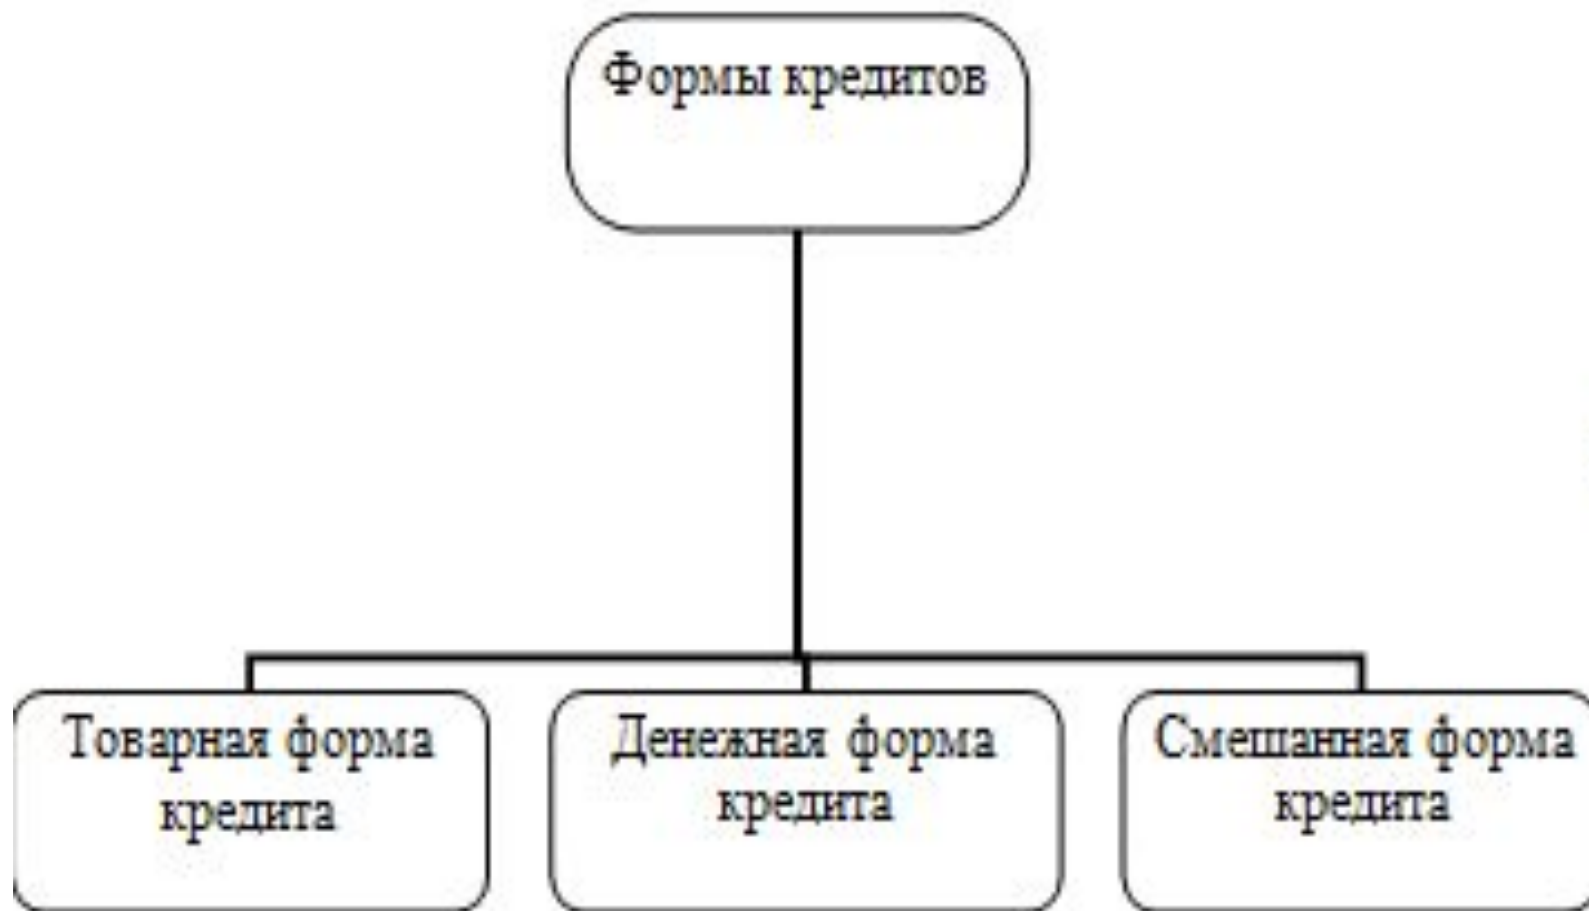 Формы кредитов
Товарная форма
кредита
Денежная форма
кредита
Смешанная форма
кредита